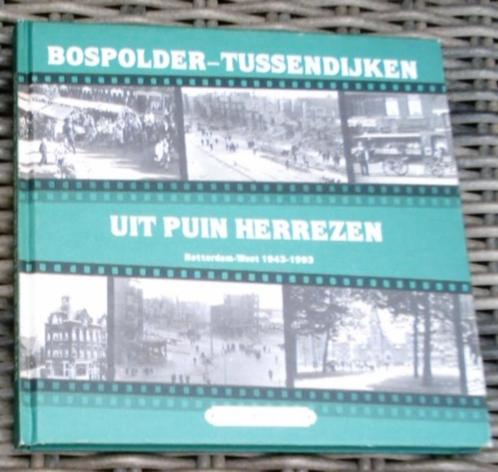 BOSPOLDER-TUSSENDIJKEN
UIT PUIN HERREZEN
Rotterdam-West 1943-1993